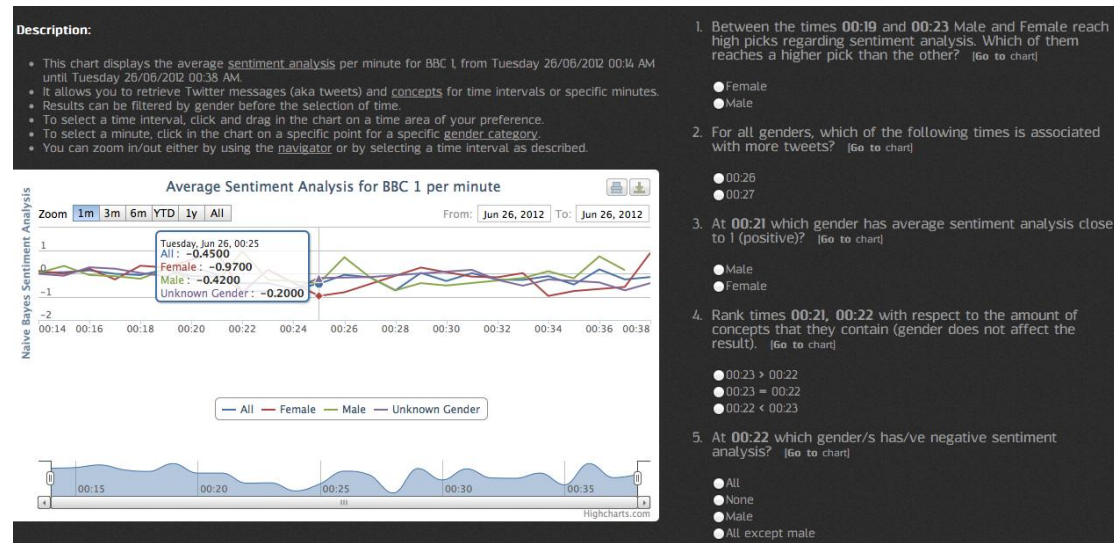 Description:
This chart displays the average sentiment analysis per minute for BBC 1, from Tuesday 26/06/2012 00:14 AM
until Tuesday 26/06/2012 00:38 AM.
It allows you to retrieve Twitter messages (aka tweets) and concepts for time intervals or specific minutes.
Results can be filtered by gender before the selection of time.
To select a time interval, click and drag in the chart on a time area of your preference.
To select a minute, click in the chart on a specific point for a specific gender category.
You can zoom in/out either by using the navigator or by selecting a time interval as described.
Average Sentiment Analysis for BBC 1 per minute
Zoom 1m 3m 6m YTD 1y All
From: Jun 26, 2012 To: Jun 26, 2012
Naive Bayes Sentiment Analysis
1
0
-1
-2
Tuesday, Jun 26, 00:25
All : -0.4500
Female : -0.9700
Male : -0.4200
Unknown Gender : -0.2000
00:14 00:16 00:18 00:20 00:22 00:24 00:26 00:28 00:30 00:32 00:34 00:36 00:38
All Female Male Unknown Gender
00:15 00:20 00:25 00:30 00:35
Highcharts.com
1. Between the times 00:19 and 00:23 Male and Female reach
high picks regarding sentiment analysis. Which of them
reaches a higher pick than the other? [Go to chart]
Female
Male
2. For all genders, which of the following times is associated
with more tweets? [Go to chart]
00:26
00:27
3. At 00:21 which gender has average sentiment analysis close
to 1 (positive)? [Go to chart]
Male
Female
4. Rank times 00:21, 00:22 with respect to the amount of
concepts that they contain (gender does not affect the
result). [Go to chart]
00:23 > 00:22
00:23 = 00:22
00:22 < 00:23
5. At 00:22 which gender/s has/ve negative sentiment
analysis? [Go to chart]
All
None
Male
All except male